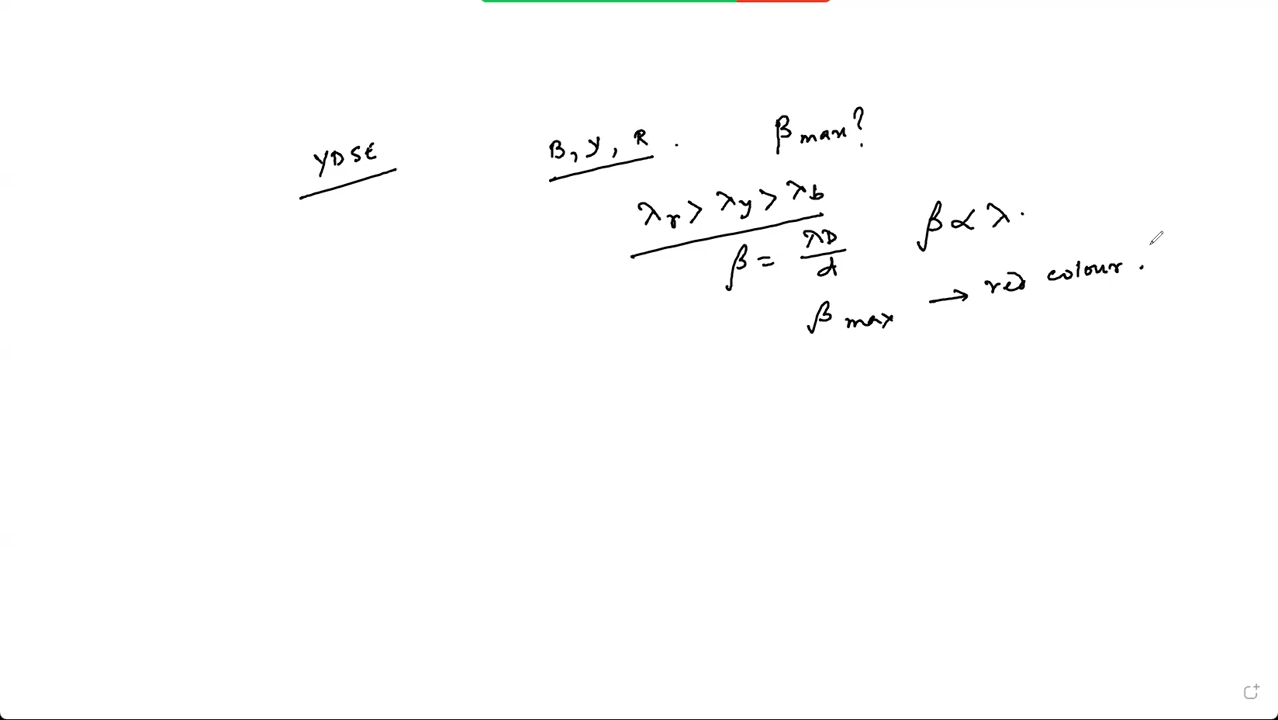 YDSE B, Y, R . β max?
λr > λy > λb
β = λD/d β ∝ λ.
β max → red colour .